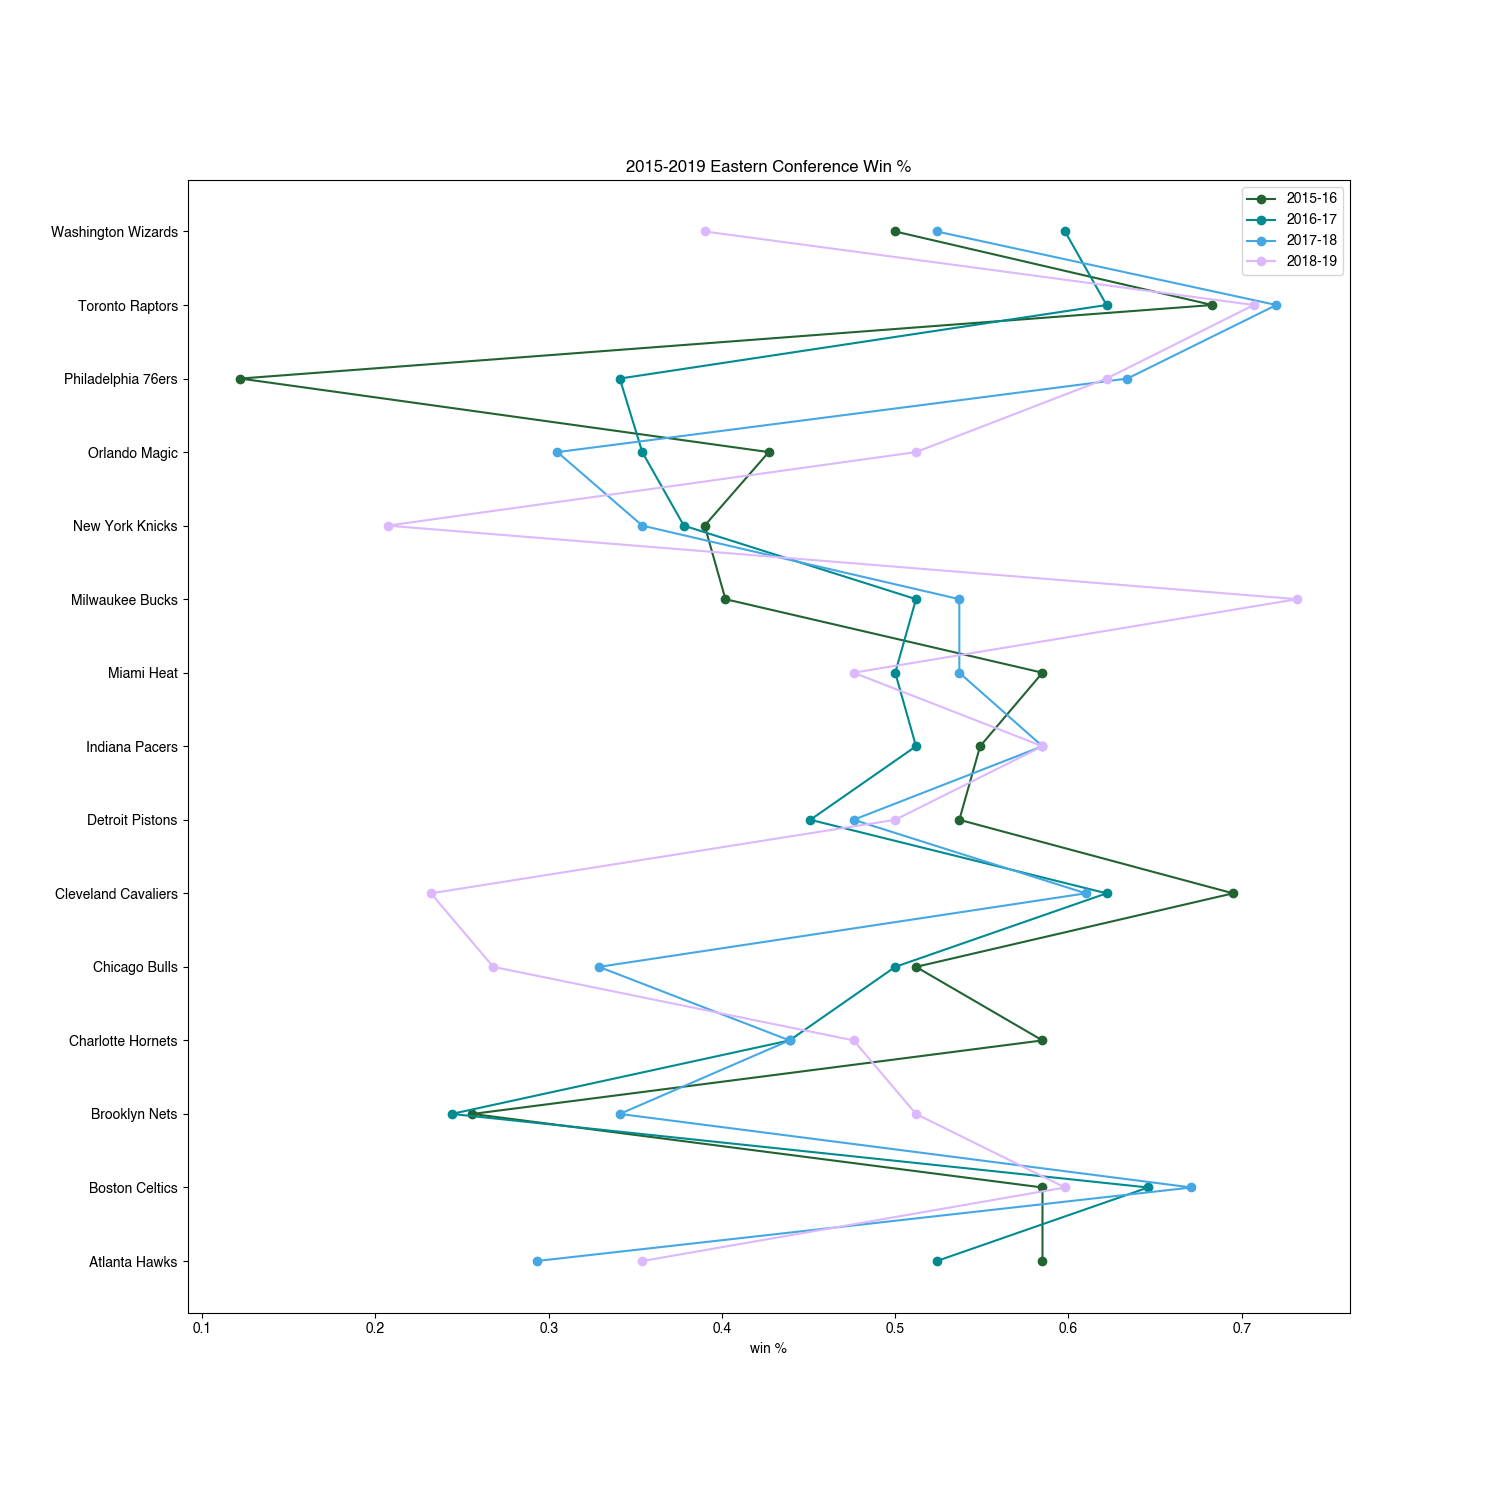 2015-2019 Eastern Conference Win %
2015-16
2016-17
2017-18
2018-19
Washington Wizards
Toronto Raptors
Philadelphia 76ers
Orlando Magic
New York Knicks
Milwaukee Bucks
Miami Heat
Indiana Pacers
Detroit Pistons
Cleveland Cavaliers
Chicago Bulls
Charlotte Hornets
Brooklyn Nets
Boston Celtics
Atlanta Hawks
0.1 0.2 0.3 0.4 0.5 0.6 0.7
win %